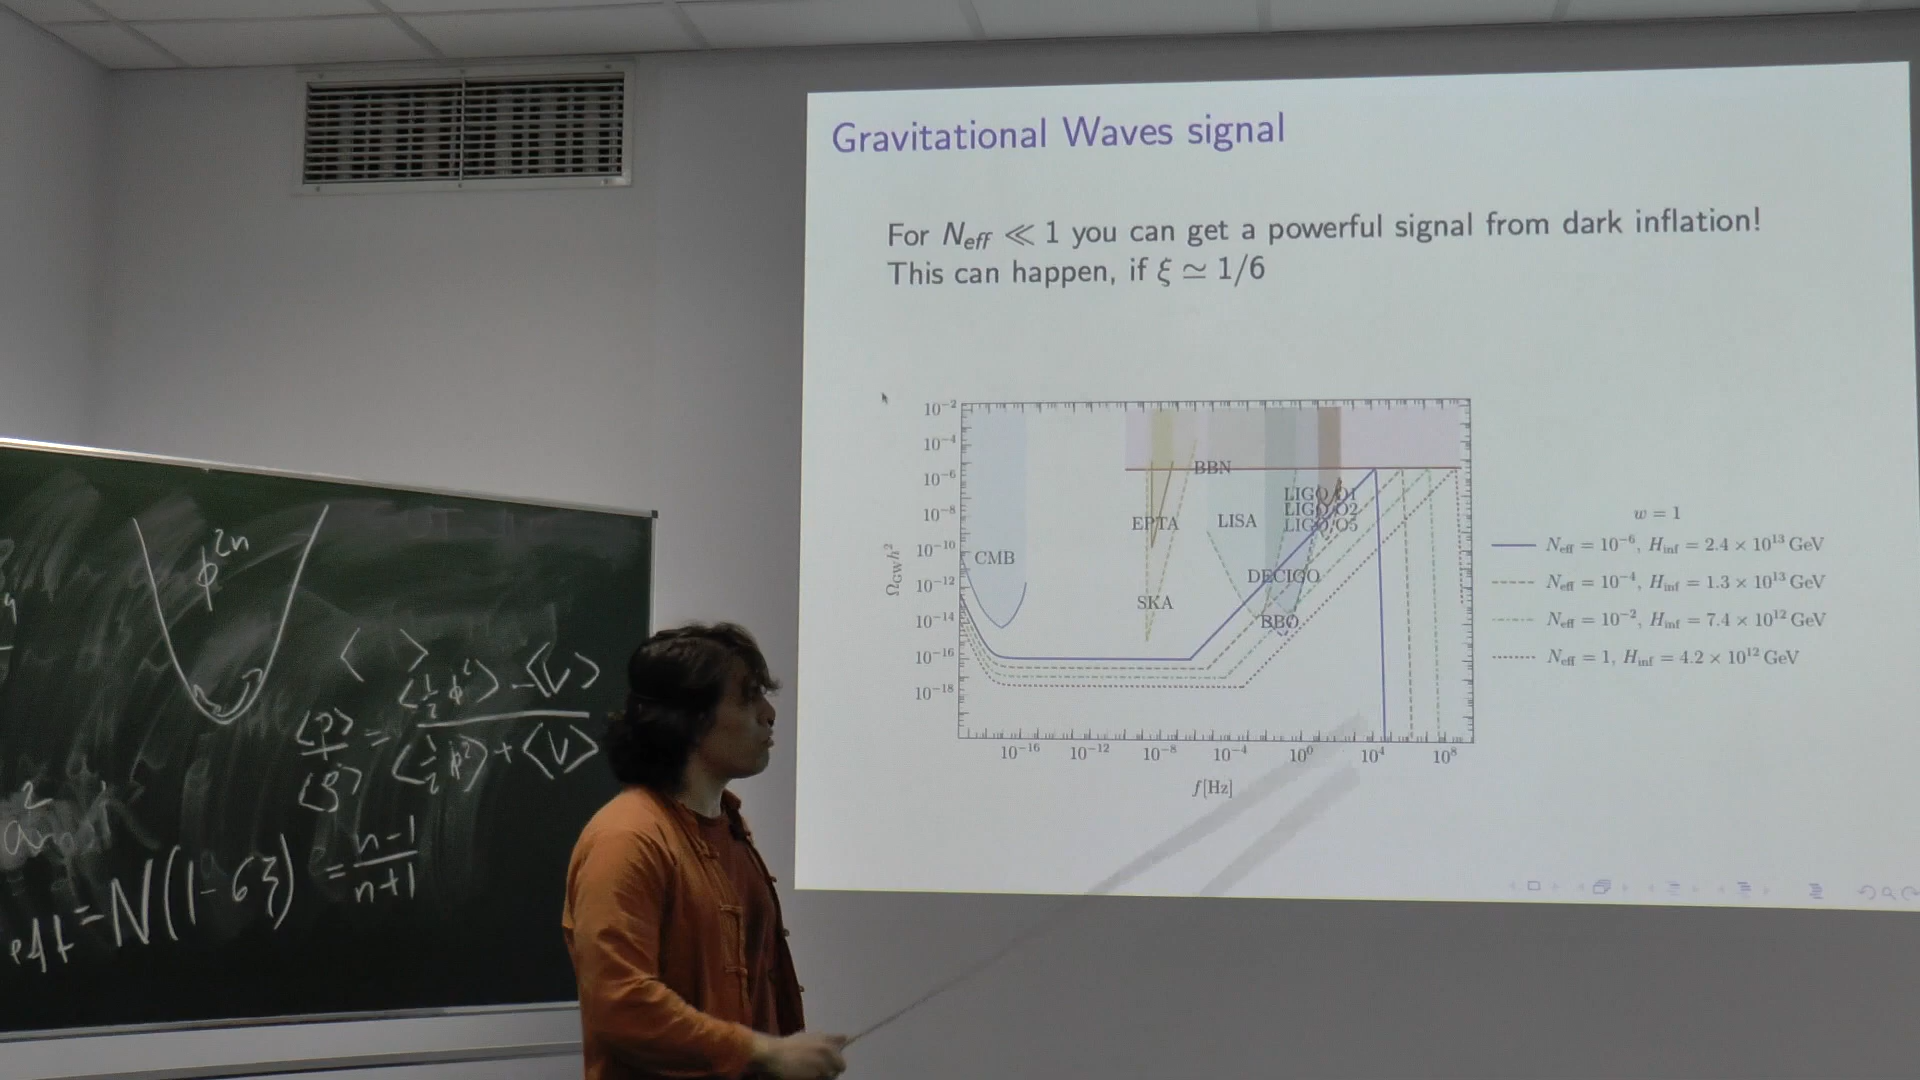 Gravitational Waves signal
For N_eff ≪ 1 you can get a powerful signal from dark inflation!
This can happen, if ξ ≃ 1/6
10^-2
10^-4
10^-6
10^-8
10^-10
10^-12
10^-14
10^-16
10^-18
Ω_GW h^2
CMB
EPTA
SKA
BBN
LISA
LIGO O1
LIGO O2
LIGO O5
DECIGO
BBO
10^-16 10^-12 10^-8 10^-4 10^0 10^4 10^8
f[Hz]
w = 1
N_eff = 10^-6, H_inf = 2.4 × 10^13 GeV
N_eff = 10^-4, H_inf = 1.3 × 10^13 GeV
N_eff = 10^-2, H_inf = 7.4 × 10^12 GeV
N_eff = 1, H_inf = 4.2 × 10^12 GeV
ϕ^2n
⟨ ⟩
⟨p⟩/⟨ρ⟩ = (⟨1/2 ϕ̇^2⟩ - ⟨V⟩)/(⟨1/2 ϕ̇^2⟩ + ⟨V⟩)
= (n-1)/(n+1)
eff = N(1-6ξ)